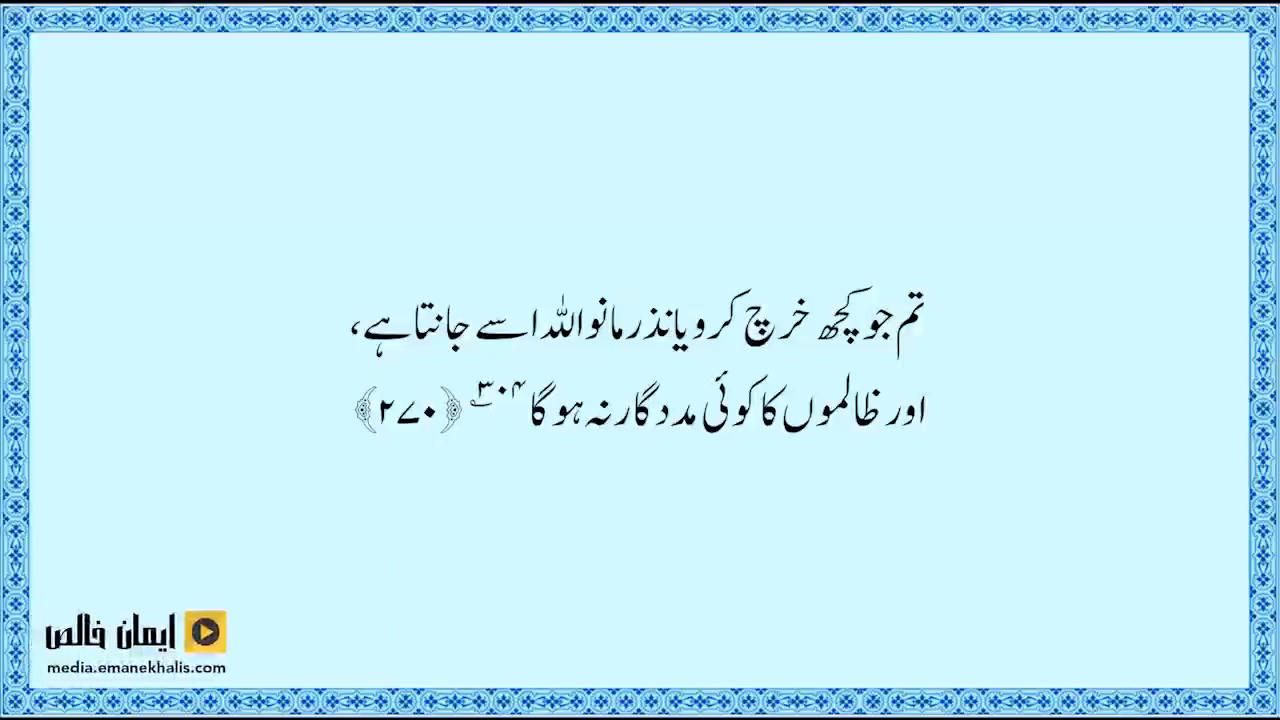 تم جو کچھ خرچ کرو یا نذر مانو اللہ اسے جانتا ہے،
اور ظالموں کا کوئی مددگار نہ ہوگا ۳۰۴؂ ﴿۲۷۰﴾
ایمان خالص
media.emanekhalis.com